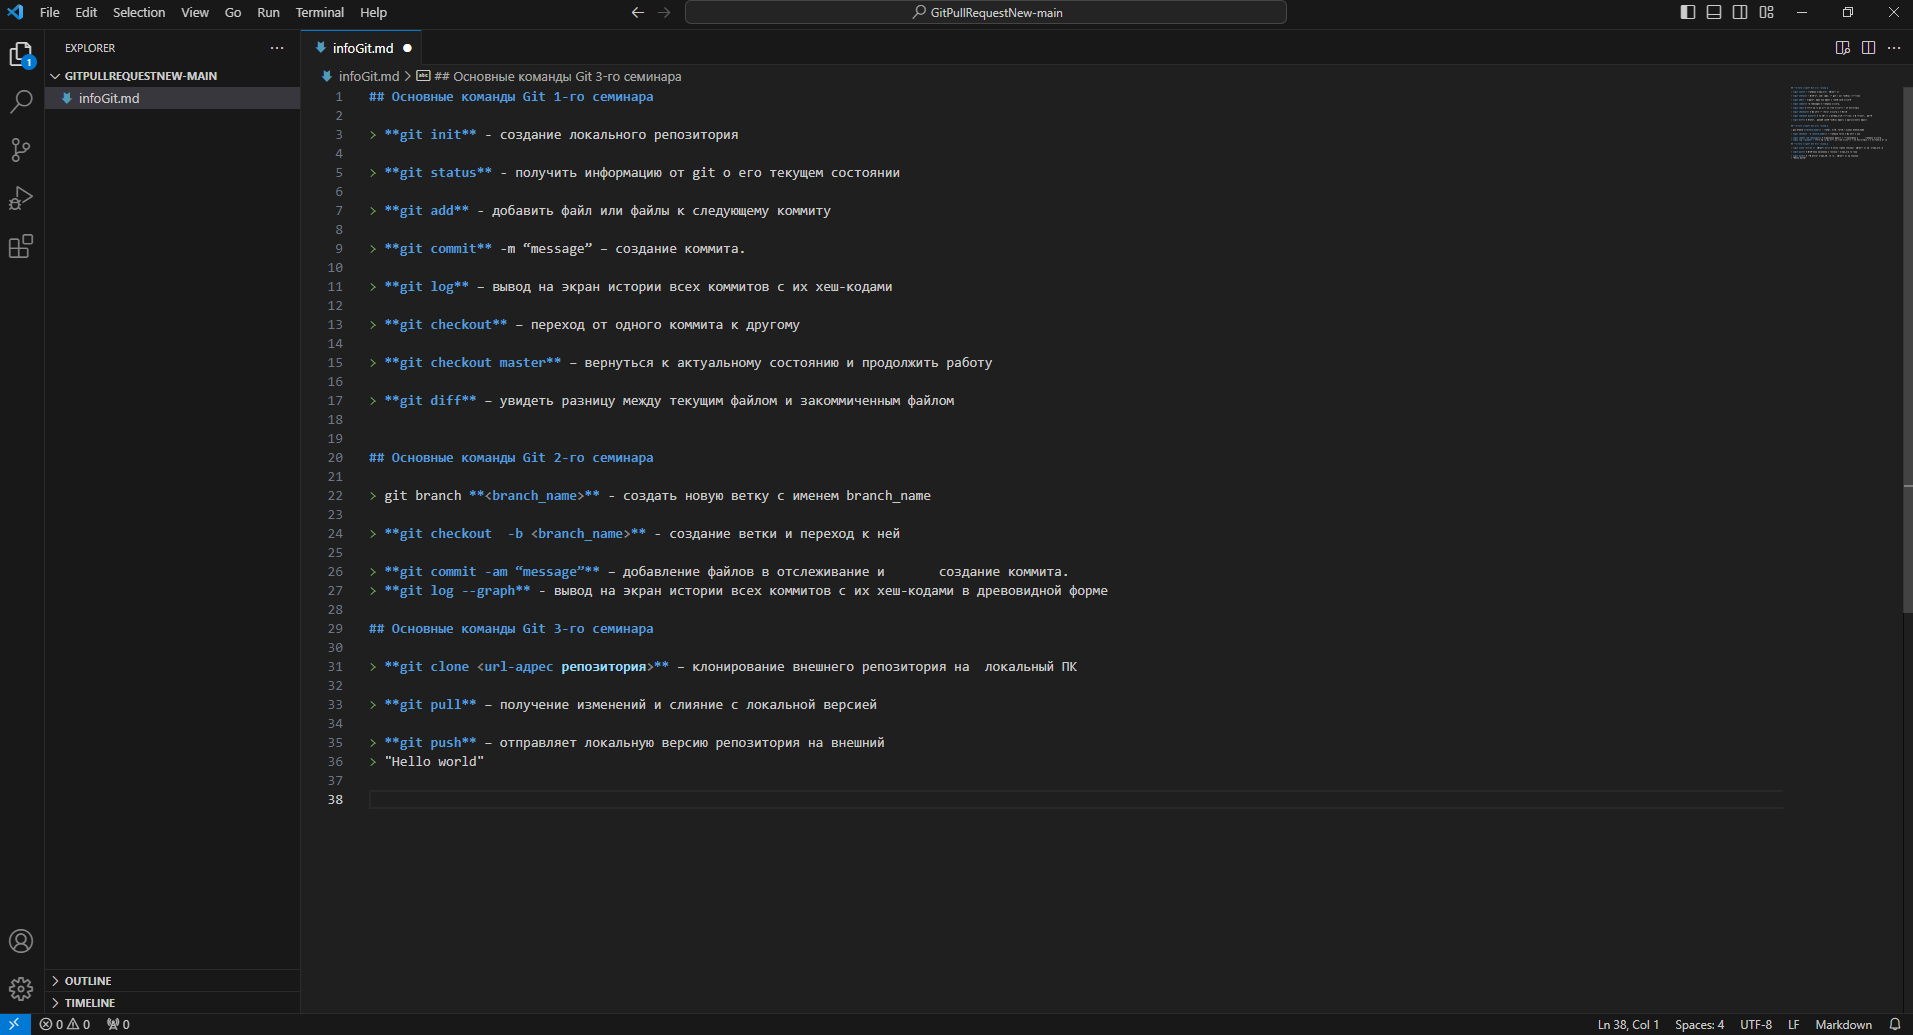 File Edit Selection View Go Run Terminal Help
GitPullRequestNew-main
EXPLORER
GITPULLREQUESTNEW-MAIN
infoGit.md
1
infoGit.md
infoGit.md > ## Основные команды Git 3-го семинара
1 ## Основные команды Git 1-го семинара
2
3 > **git init** - создание локального репозитория
4
5 > **git status** - получить информацию от git о его текущем состоянии
6
7 > **git add** - добавить файл или файлы к следующему коммиту
8
9 > **git commit** -m “message” – создание коммита.
10
11 > **git log** – вывод на экран истории всех коммитов с их хеш-кодами
12
13 > **git checkout** – переход от одного коммита к другому
14
15 > **git checkout master** – вернуться к актуальному состоянию и продолжить работу
16
17 > **git diff** – увидеть разницу между текущим файлом и закоммиченным файлом
18
19
20 ## Основные команды Git 2-го семинара
21
22 > git branch **<branch_name>** - создать новую ветку с именем branch_name
23
24 > **git checkout  -b <branch_name>** - создание ветки и переход к ней
25
26 > **git commit -am “message”** – добавление файлов в отслеживание и       создание коммита.
27 > **git log --graph** - вывод на экран истории всех коммитов с их хеш-кодами в древовидной форме
28
29 ## Основные команды Git 3-го семинара
30
31 > **git clone <url-адрес репозитория>** – клонирование внешнего репозитория на  локальный ПК
32
33 > **git pull** – получение изменений и слияние с локальной версией
34
35 > **git push** – отправляет локальную версию репозитория на внешний
36 > "Hello world"
37
38
OUTLINE
TIMELINE
0 0 0
Ln 38, Col 1 Spaces: 4 UTF-8 LF Markdown